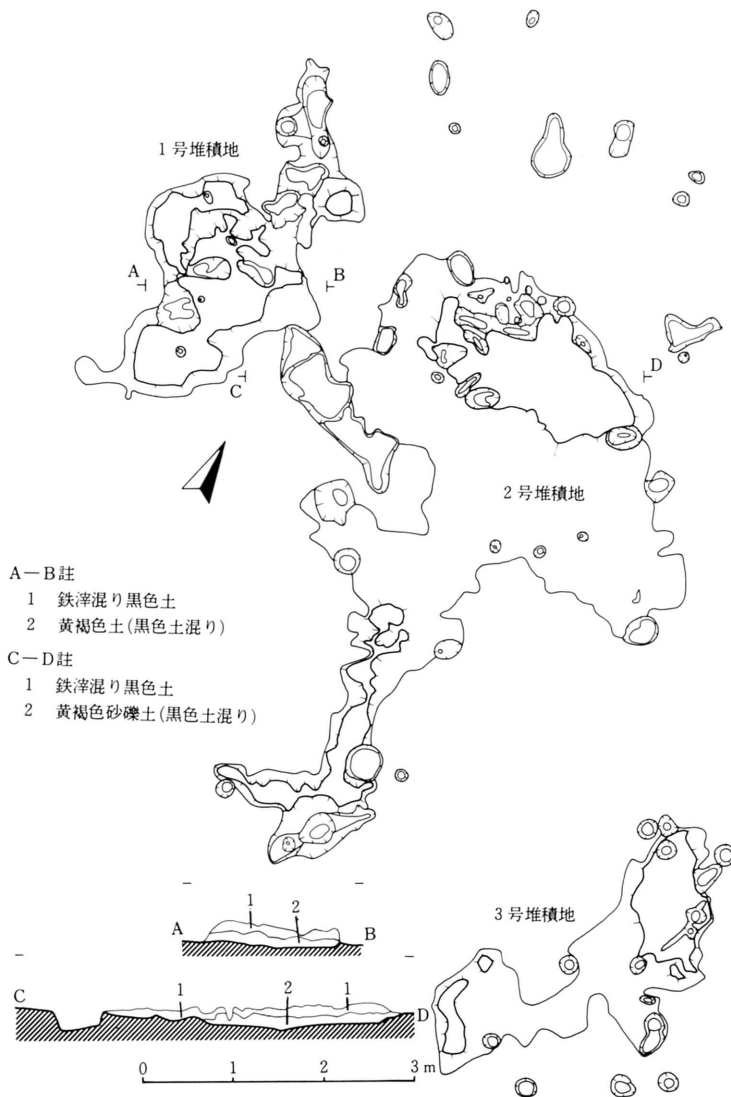 1号堆積地
A
B
C
D
2号堆積地
A－B註
1 鉄滓混り黒色土
2 黄褐色土(黒色土混り)
C－D註
1 鉄滓混り黒色土
2 黄褐色砂礫土(黒色土混り)
3号堆積地
1 2
A B
C 1 2 1 D
0 1 2 3m